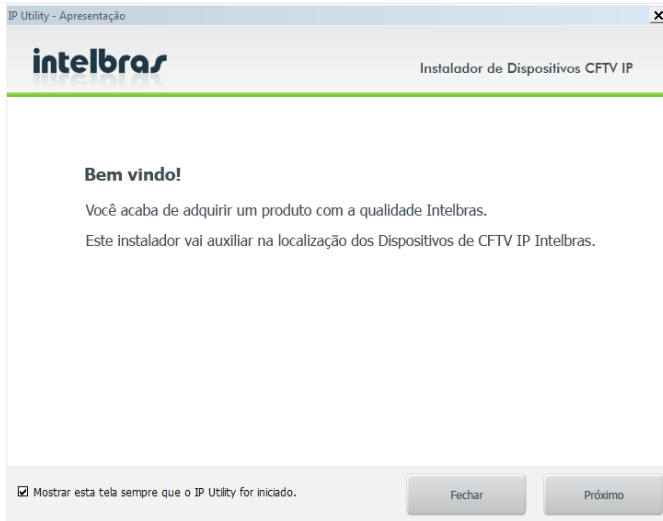 IP Utility - Apresentação
intelbras
Instalador de Dispositivos CFTV IP
Bem vindo!
Você acaba de adquirir um produto com a qualidade Intelbras.
Este instalador vai auxiliar na localização dos Dispositivos de CFTV IP Intelbras.
Mostrar esta tela sempre que o IP Utility for iniciado.
Fechar
Próximo